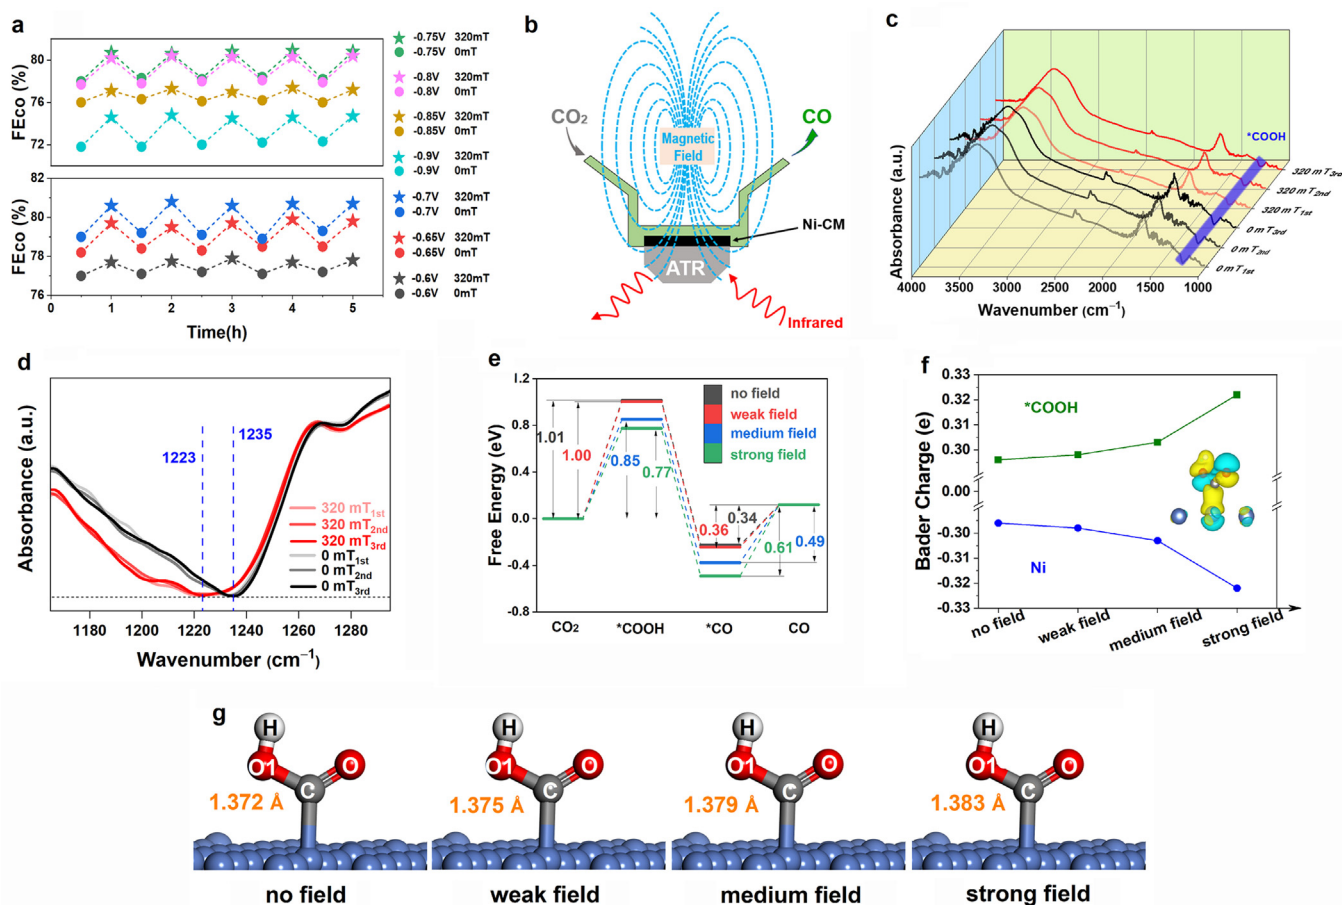 a
FEco (%)
80
76
72
-0.75V 320mT
-0.75V 0mT
-0.8V 320mT
-0.8V 0mT
-0.85V 320mT
-0.85V 0mT
-0.9V 320mT
-0.9V 0mT
FEco (%)
82
80
78
76
-0.7V 320mT
-0.7V 0mT
-0.65V 320mT
-0.65V 0mT
-0.6V 320mT
-0.6V 0mT
0 1 2 3 4 5
Time(h)
b
CO₂
CO
Magnetic
Field
Ni-CM
ATR
Infrared
c
Absorbance (a.u.)
*COOH
320 mT3rd
320 mT2nd
320 mT1st
0 mT3rd
0 mT2nd
0 mT1st
4000 3500 3000 2500 2000 1500 1000
Wavenumber (cm⁻¹)
d
Absorbance (a.u.)
1235
1223
320 mT1st
320 mT2nd
320 mT3rd
0 mT1st
0 mT2nd
0 mT3rd
1180 1200 1220 1240 1260 1280
Wavenumber (cm⁻¹)
e
Free Energy (eV)
1.2
0.8
0.4
0.0
-0.4
-0.8
no field
weak field
medium field
strong field
1.01
1.00
0.85
0.77
0.36
0.34
0.61
0.49
CO₂ *COOH *CO CO
f
Bader Charge (e)
0.33
0.32
0.30
0.00
-0.30
-0.31
-0.32
-0.33
*COOH
Ni
no field
weak field
medium field
strong field
g
H
O1
O
C
1.372 Å
no field
H
O1
O
C
1.375 Å
weak field
H
O1
O
C
1.379 Å
medium field
H
O1
O
C
1.383 Å
strong field